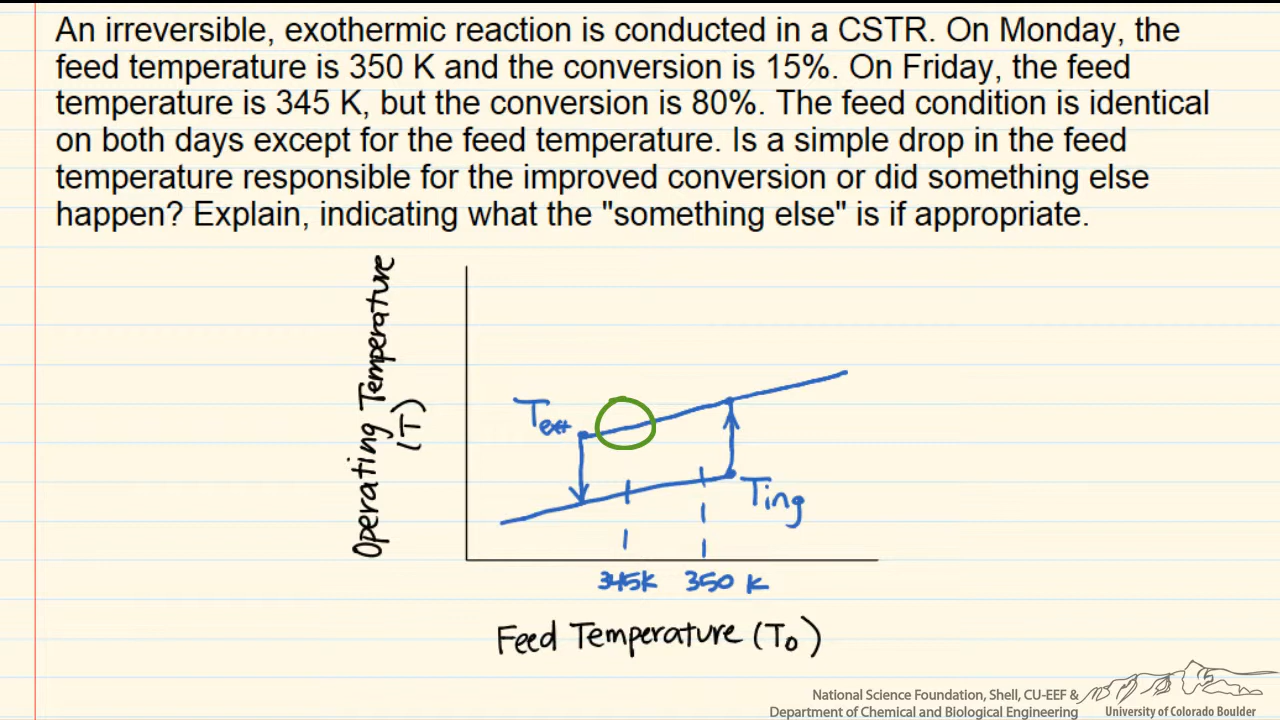 An irreversible, exothermic reaction is conducted in a CSTR. On Monday, the
feed temperature is 350 K and the conversion is 15%. On Friday, the feed
temperature is 345 K, but the conversion is 80%. The feed condition is identical
on both days except for the feed temperature. Is a simple drop in the feed
temperature responsible for the improved conversion or did something else
happen? Explain, indicating what the "something else" is if appropriate.
Operating Temperature
(T)
Text
Ting
345K 350 K
Feed Temperature (To)
National Science Foundation, Shell, CU-EEF &
Department of Chemical and Biological Engineering
University of Colorado Boulder